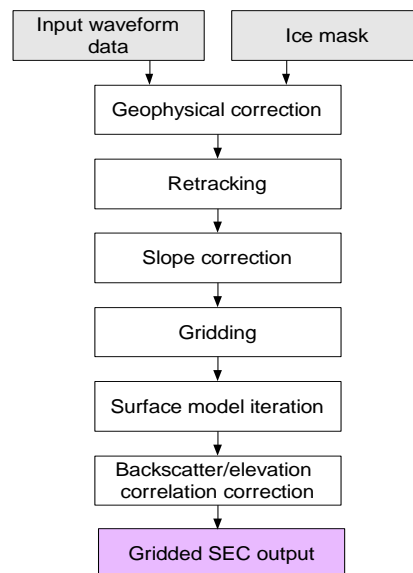 Input waveform
data
Ice mask
Geophysical correction
Retracking
Slope correction
Gridding
Surface model iteration
Backscatter/elevation
correlation correction
Gridded SEC output